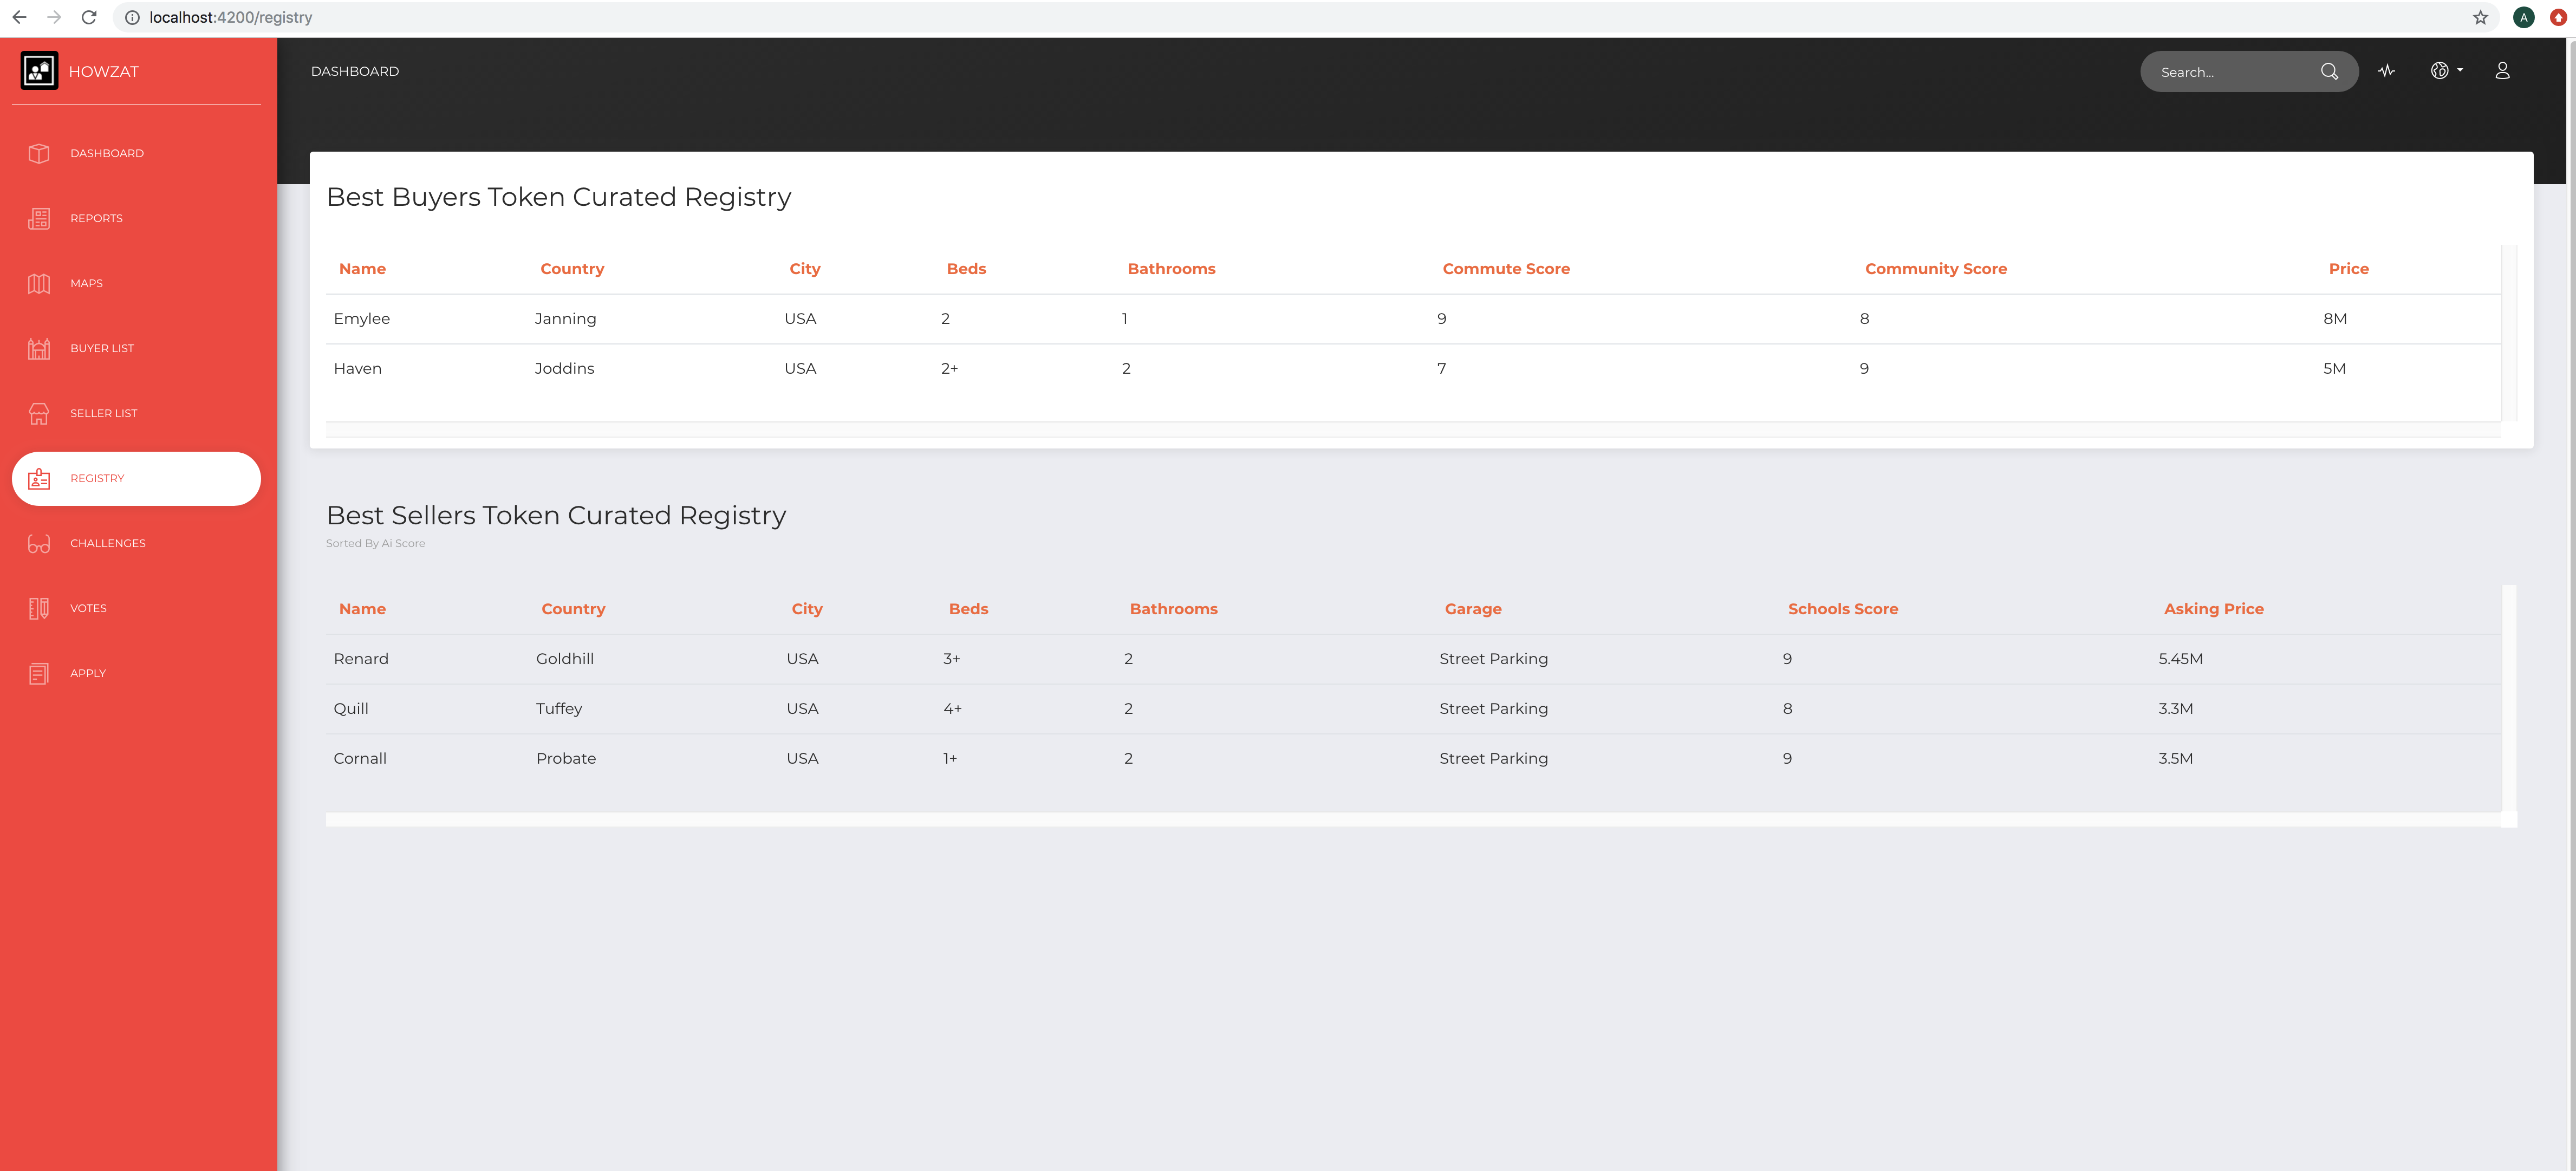 localhost:4200/registry
A
HOWZAT
DASHBOARD
Search...
DASHBOARD
REPORTS
MAPS
BUYER LIST
SELLER LIST
REGISTRY
CHALLENGES
VOTES
APPLY
Best Buyers Token Curated Registry
Name Country City Beds Bathrooms Commute Score Community Score Price
Emylee Janning USA 2 1 9 8 8M
Haven Joddins USA 2+ 2 7 9 5M
Best Sellers Token Curated Registry
Sorted By Ai Score
Name Country City Beds Bathrooms Garage Schools Score Asking Price
Renard Goldhill USA 3+ 2 Street Parking 9 5.45M
Quill Tuffey USA 4+ 2 Street Parking 8 3.3M
Cornall Probate USA 1+ 2 Street Parking 9 3.5M